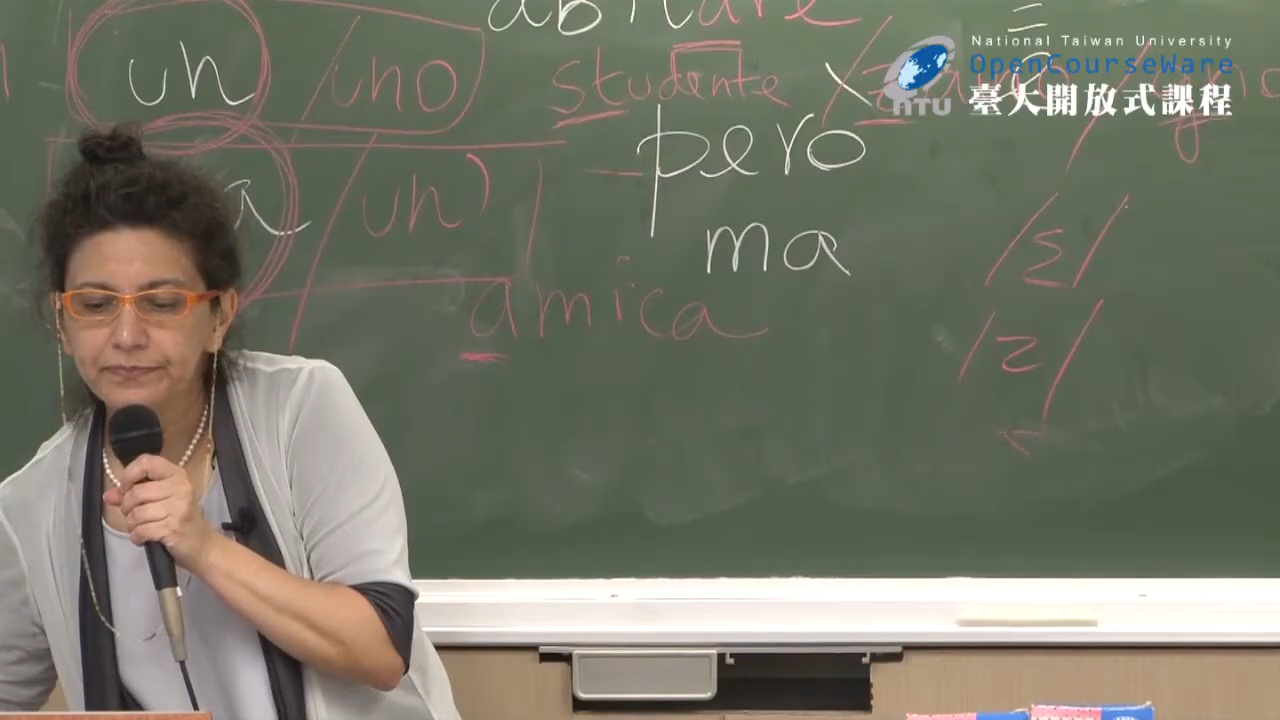 abitare
un /uno
studente
/un'
pero
ma
amica
/Σ/
/z/
National Taiwan University
OpenCourseWare
臺大開放式課程
NTU